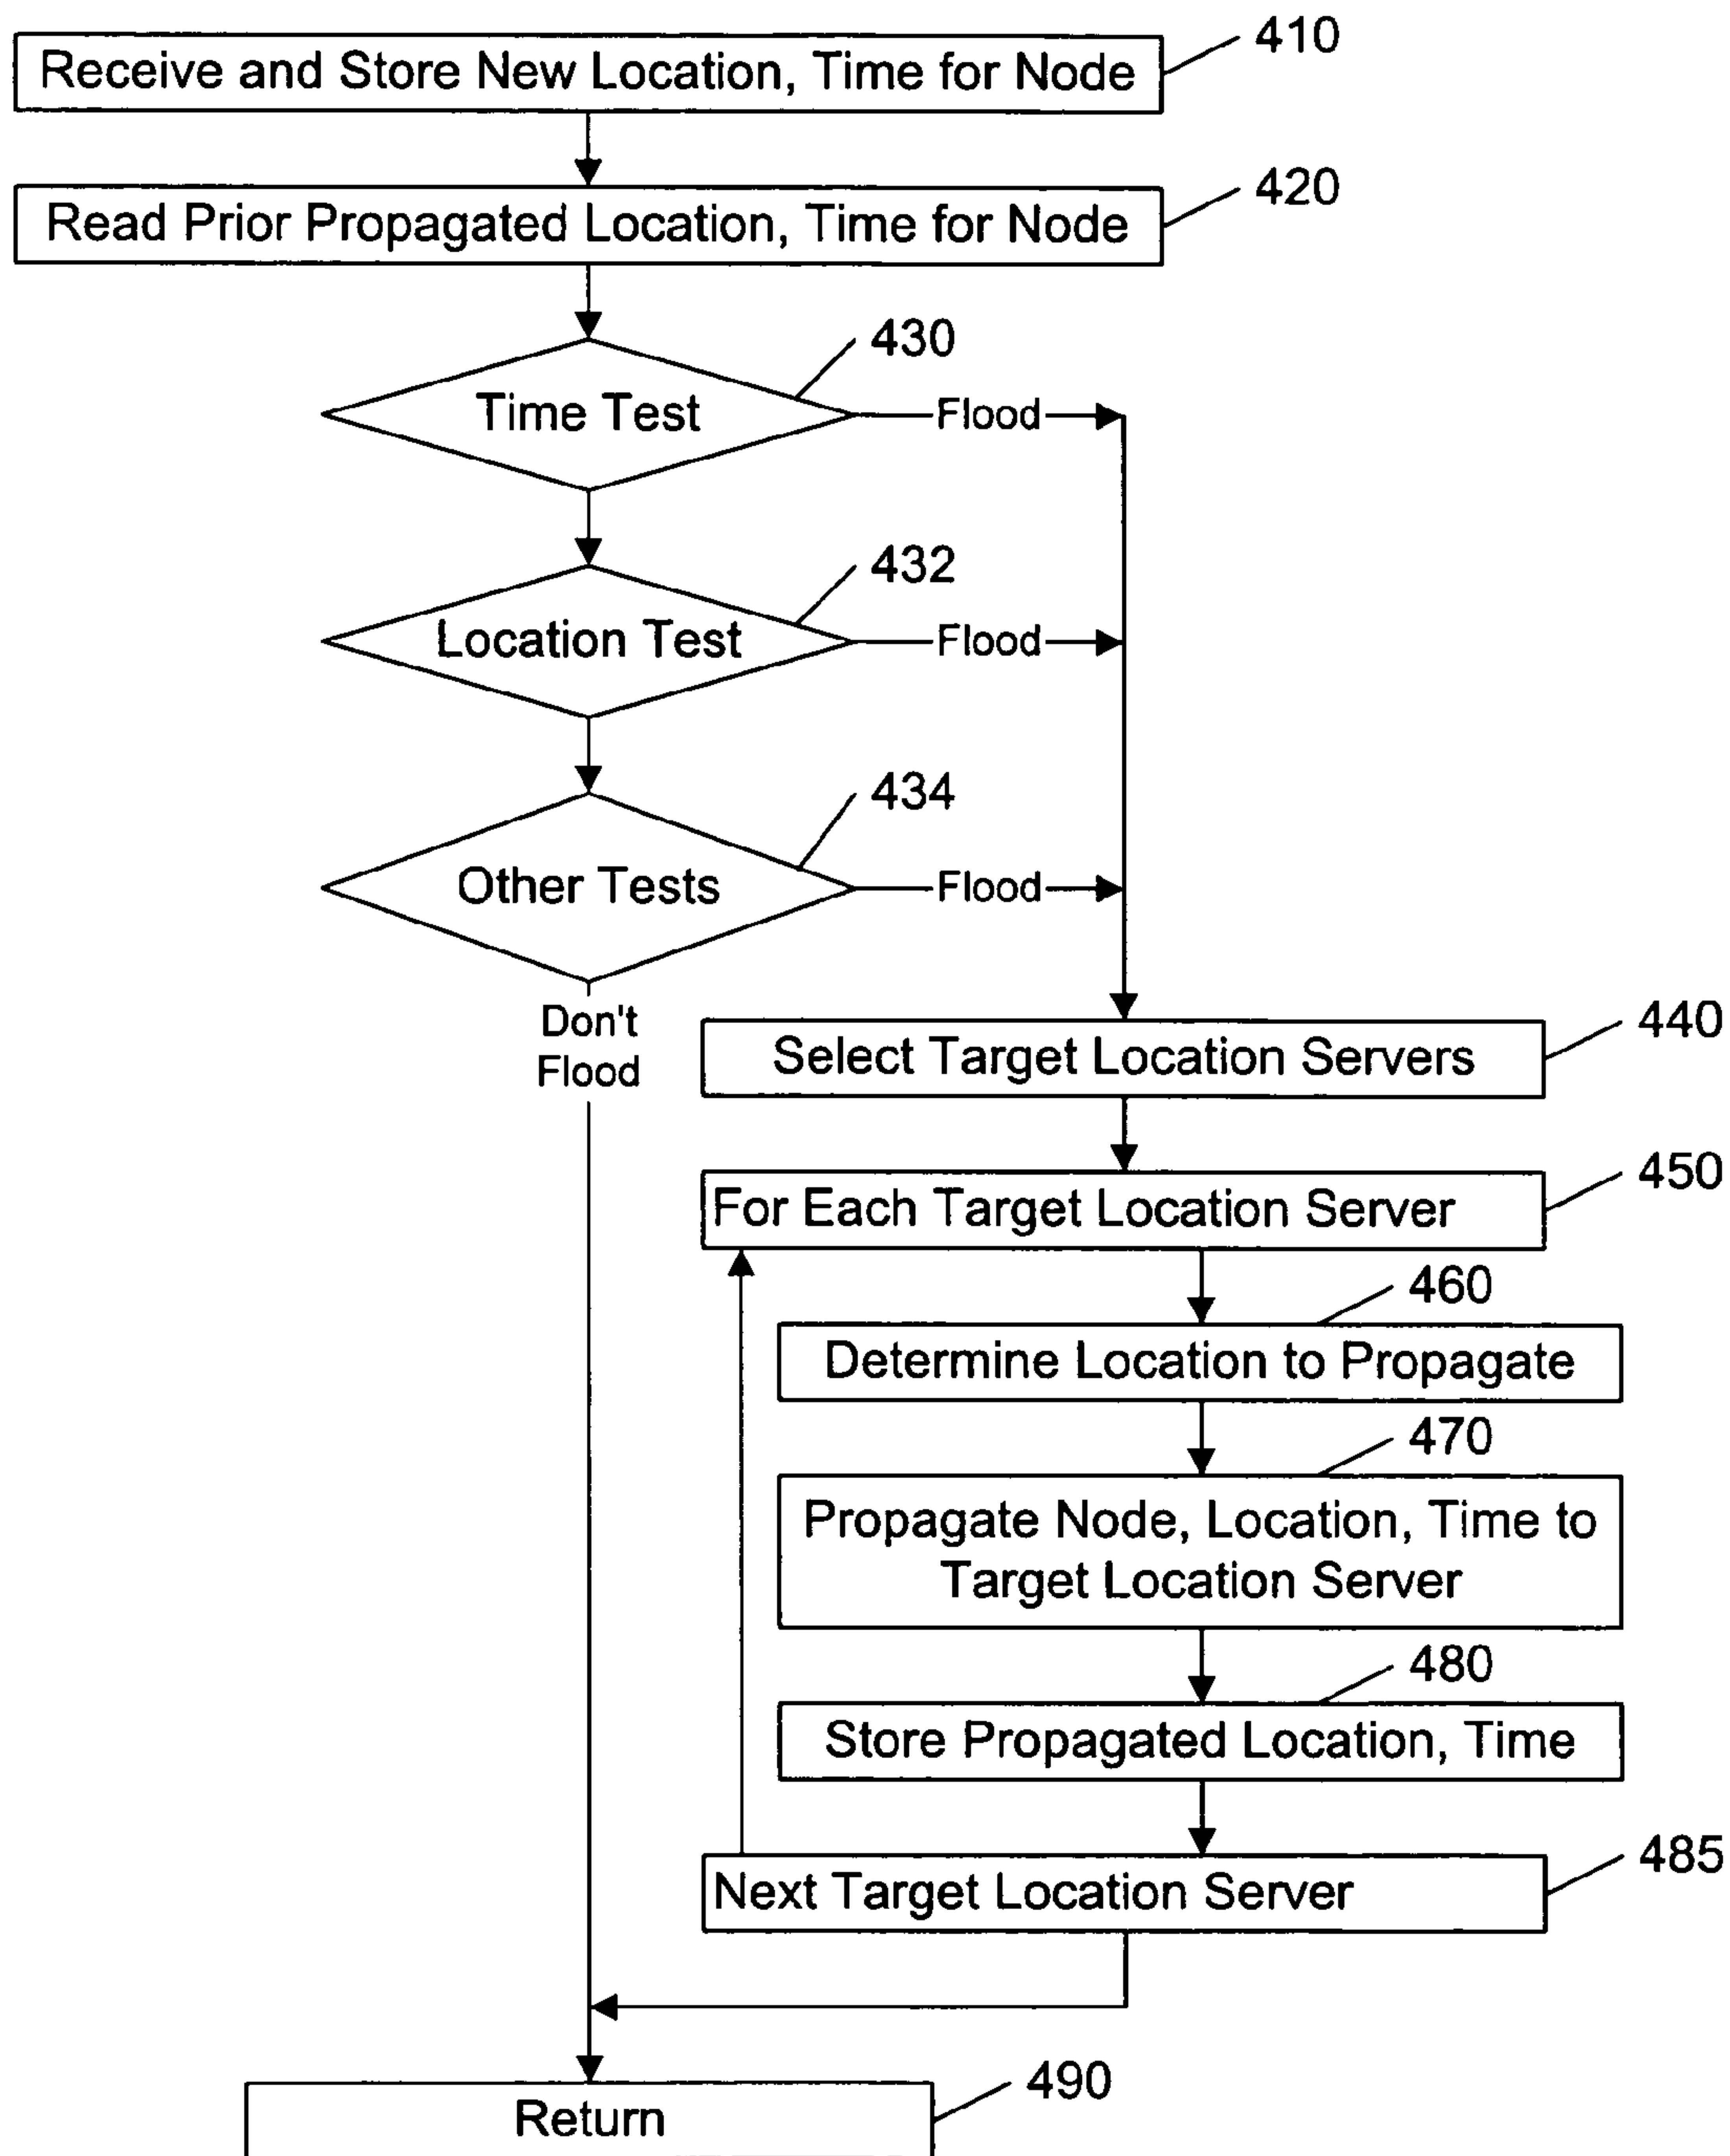 410
Receive and Store New Location, Time for Node
420
Read Prior Propagated Location, Time for Node
430
Time Test
Flood
432
Location Test
Flood
434
Other Tests
Flood
Don't
Flood
440
Select Target Location Servers
450
For Each Target Location Server
460
Determine Location to Propagate
470
Propagate Node, Location, Time to
Target Location Server
480
Store Propagated Location, Time
485
Next Target Location Server
490
Return